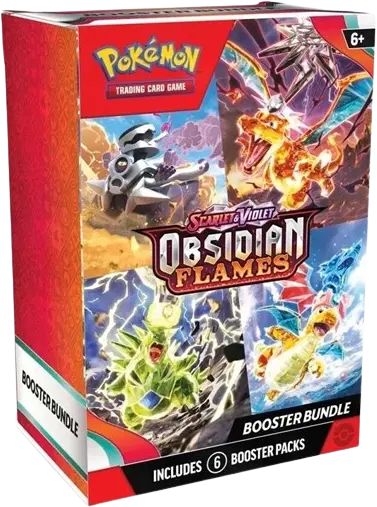 Pokémon
TRADING CARD GAME
6+
SCARLET & VIOLET
OBSIDIAN
FLAMES
BOOSTER BUNDLE
BOOSTER BUNDLE
INCLUDES 6 BOOSTER PACKS